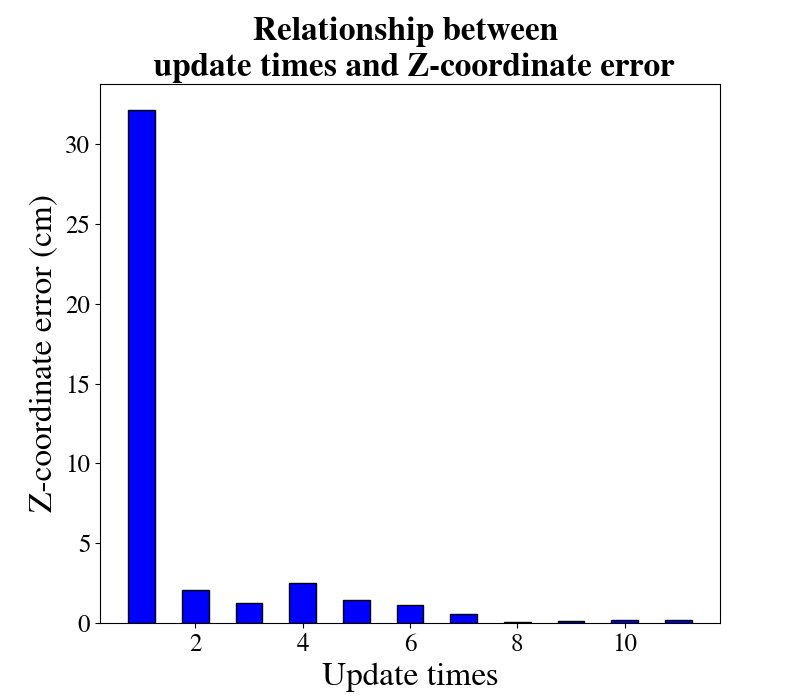 Relationship between
update times and Z-coordinate error
Z-coordinate error (cm)
30
25
20
15
10
5
0
2 4 6 8 10
Update times